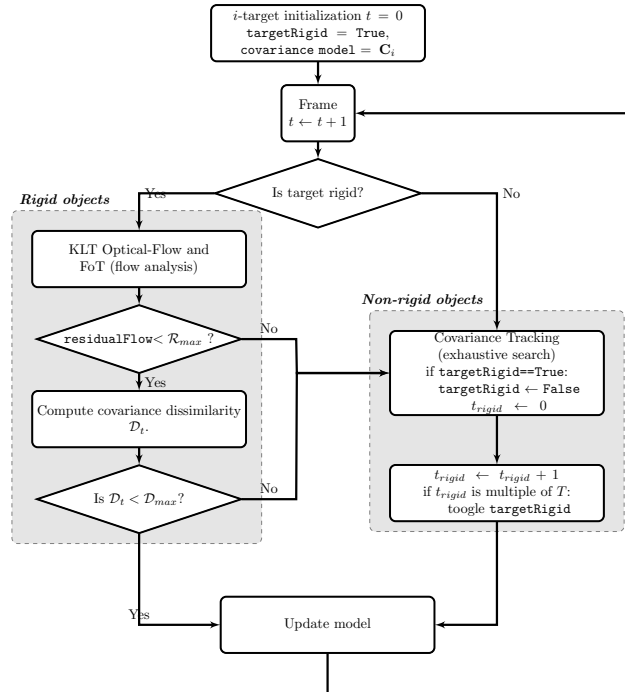 i-target initialization t = 0
targetRigid = True,
covariance model = C_i
Frame
t ← t + 1
Is target rigid?
Yes
No
Rigid objects
KLT Optical-Flow and
FoT (flow analysis)
residualFlow< R_max ?
No
Yes
Compute covariance dissimilarity
D_t.
Is D_t < D_max?
No
Yes
Non-rigid objects
Covariance Tracking
(exhaustive search)
if targetRigid==True:
targetRigid ← False
t_rigid ← 0
t_rigid ← t_rigid + 1
if t_rigid is multiple of T:
toogle targetRigid
Update model